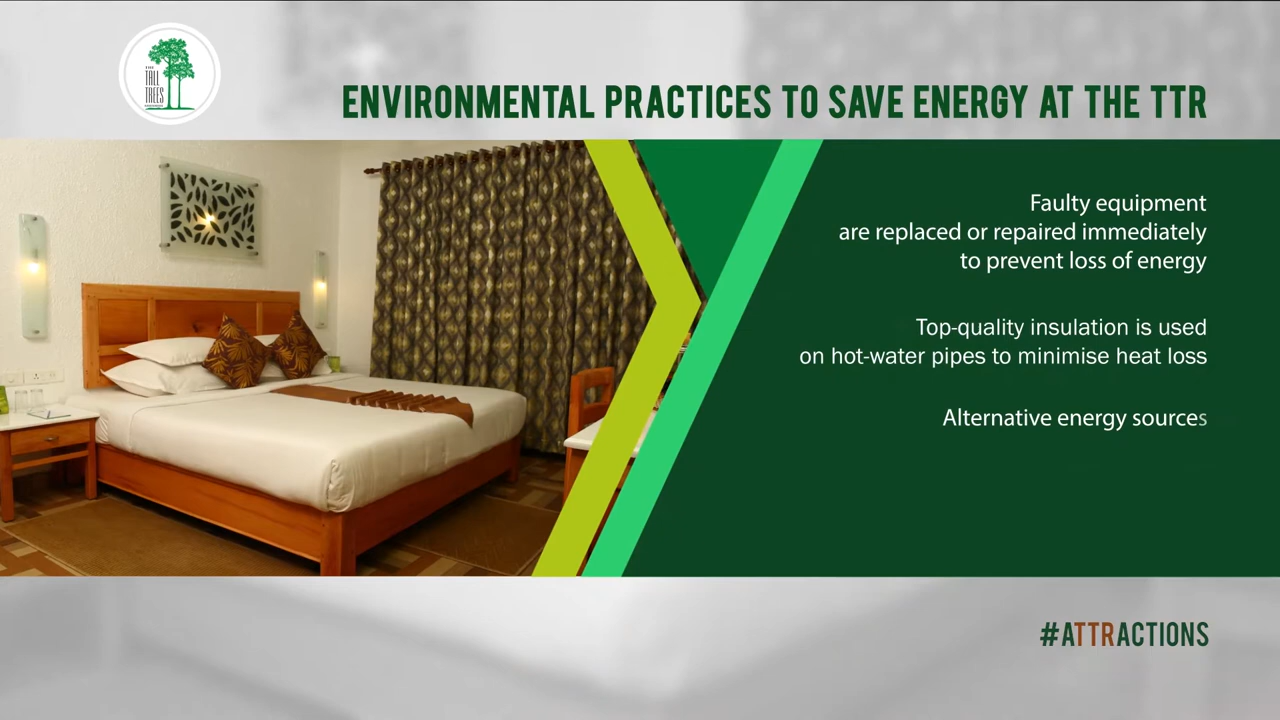 THE
TALL
TREES
ENVIRONMENTAL PRACTICES TO SAVE ENERGY AT THE TTR
Faulty equipment
are replaced or repaired immediately
to prevent loss of energy
Top-quality insulation is used
on hot-water pipes to minimise heat loss
Alternative energy sources
#ATTRACTIONS